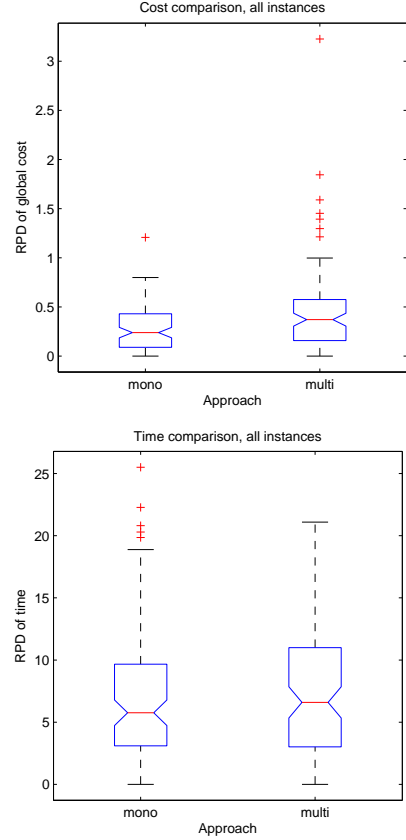 Cost comparison, all instances
3
2.5
2
1.5
1
0.5
0
RPD of global cost
mono multi
Approach
Time comparison, all instances
25
20
15
10
5
0
RPD of time
mono multi
Approach